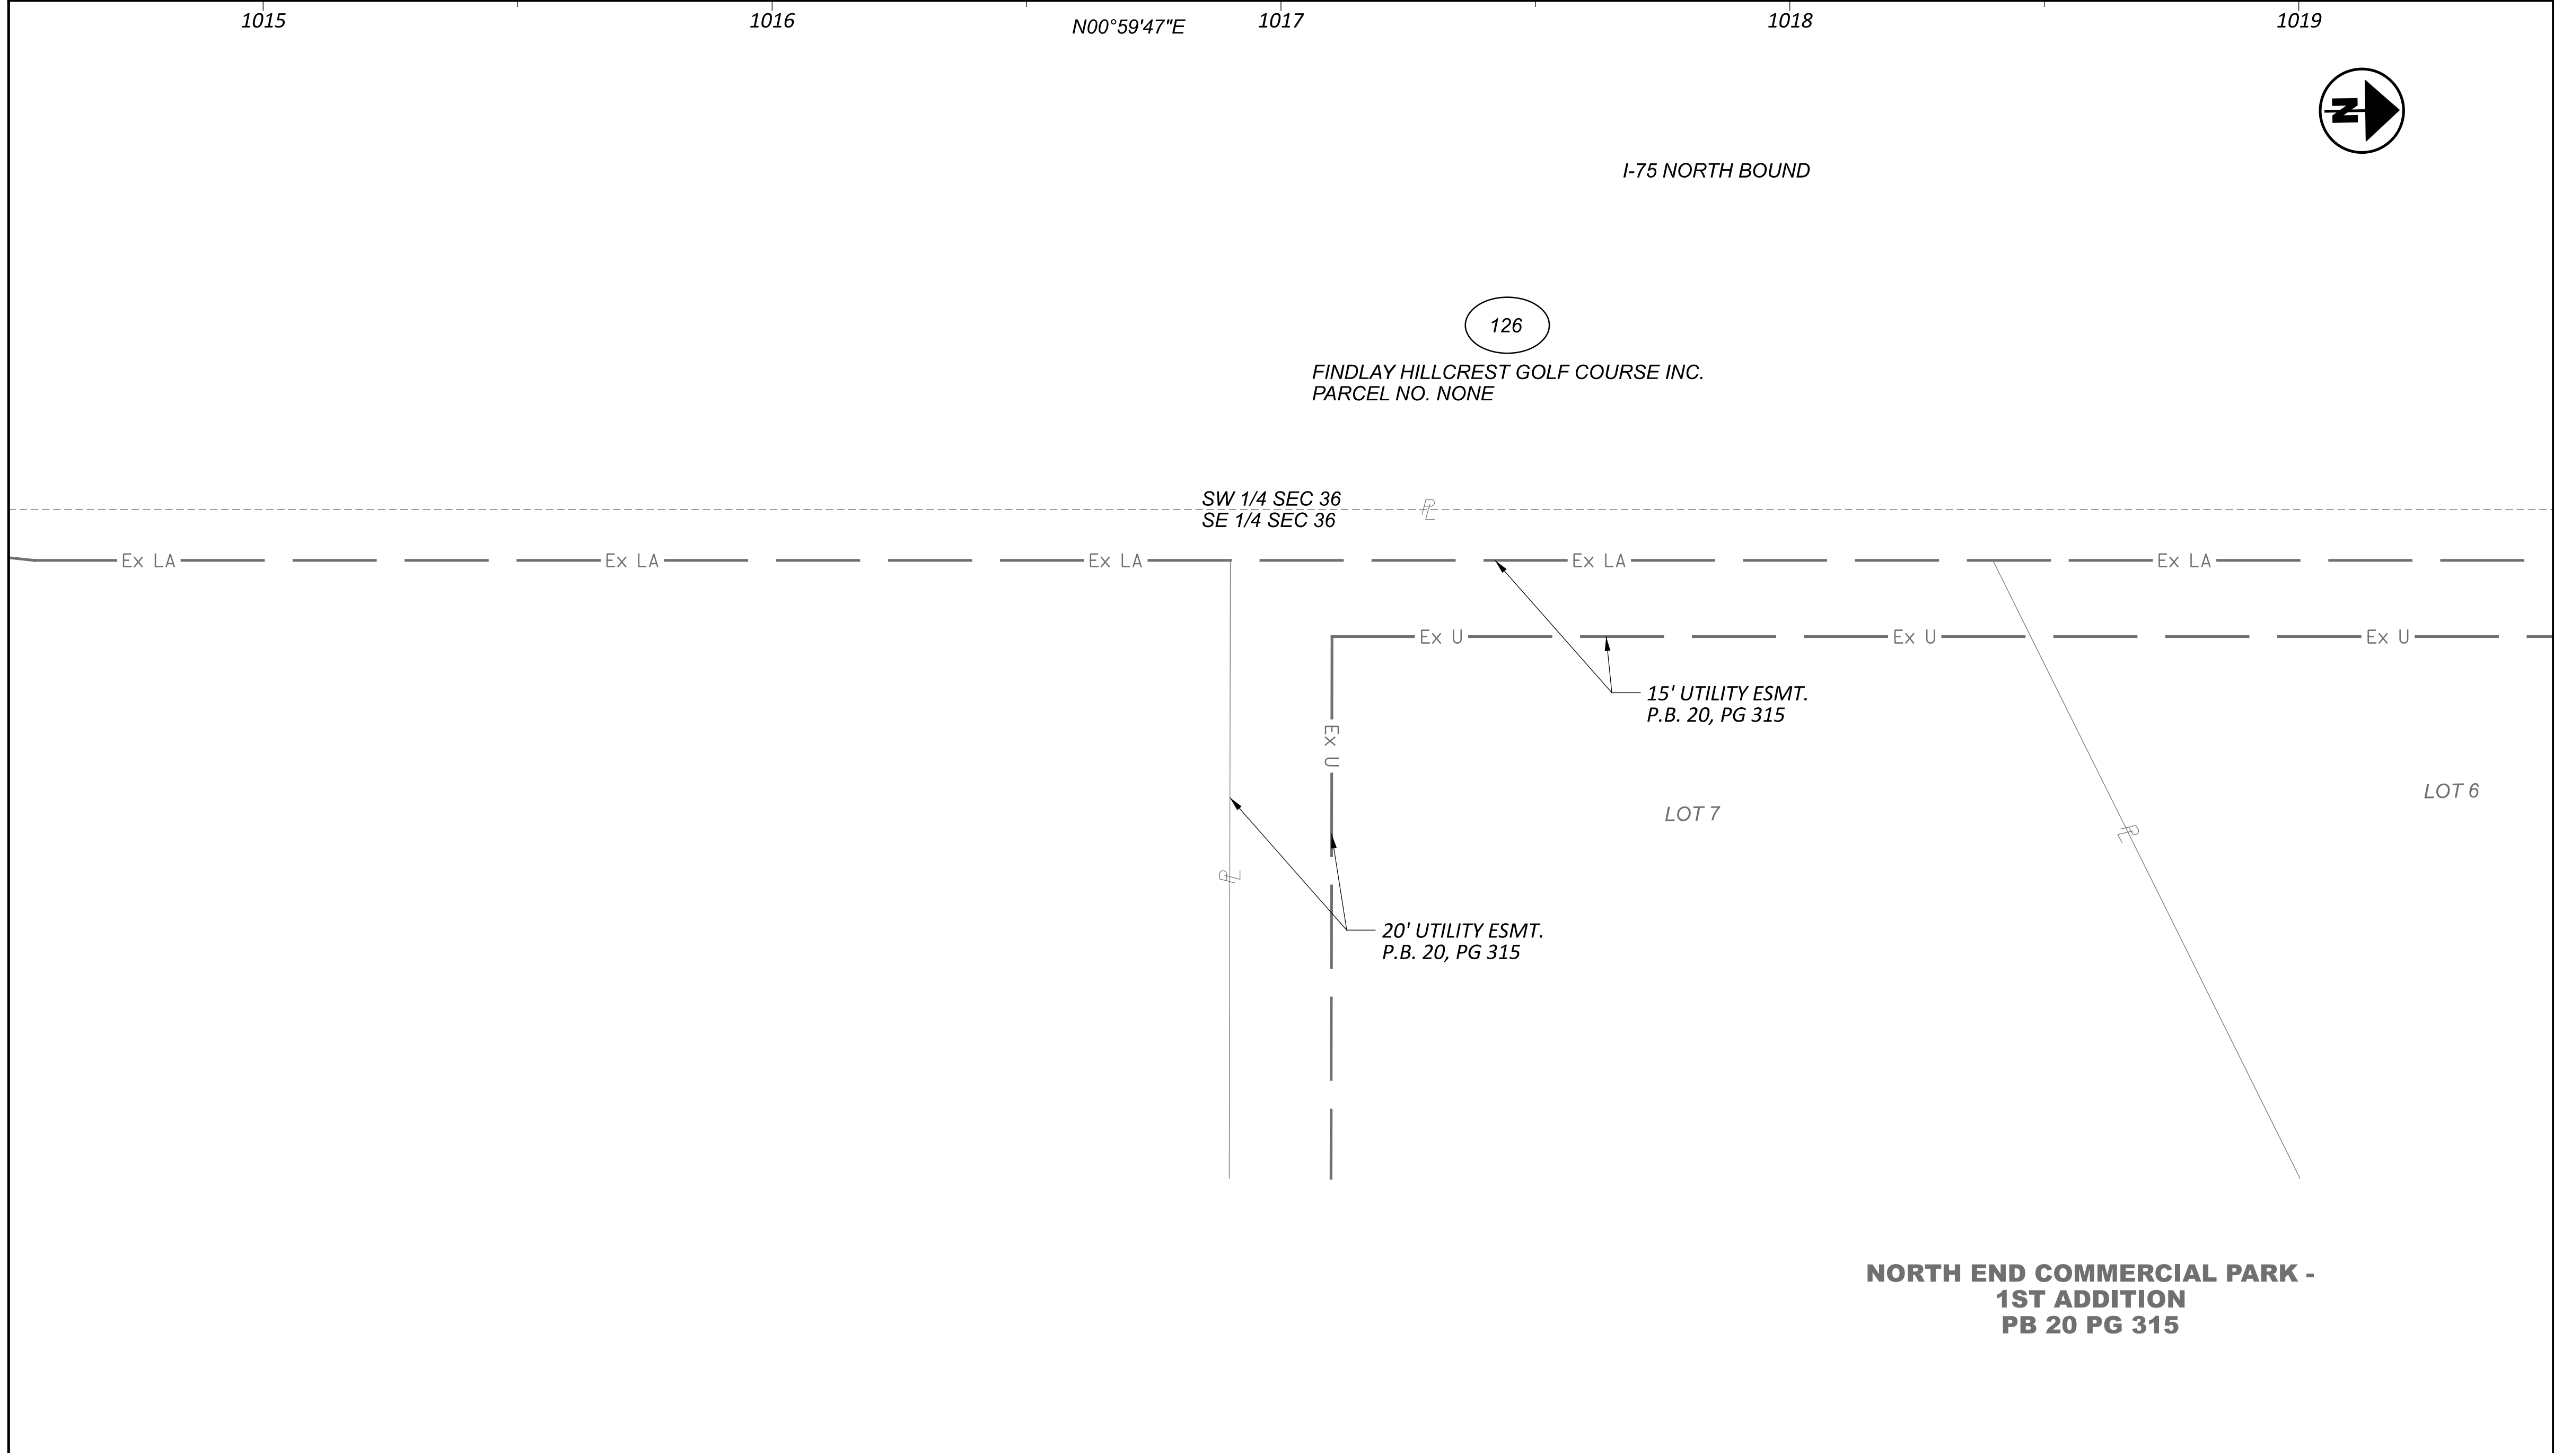 1015
1016
N00°59'47"E
1017
1018
1019
N
I-75 NORTH BOUND
126
FINDLAY HILLCREST GOLF COURSE INC.
PARCEL NO. NONE
SW 1/4 SEC 36
PL
SE 1/4 SEC 36
Ex LA
Ex LA
Ex LA
Ex LA
Ex LA
Ex U
Ex U
Ex U
15' UTILITY ESMT.
P.B. 20, PG 315
Ex U
LOT 6
LOT 7
PL
PL
20' UTILITY ESMT.
P.B. 20, PG 315
NORTH END COMMERCIAL PARK -
1ST ADDITION
PB 20 PG 315